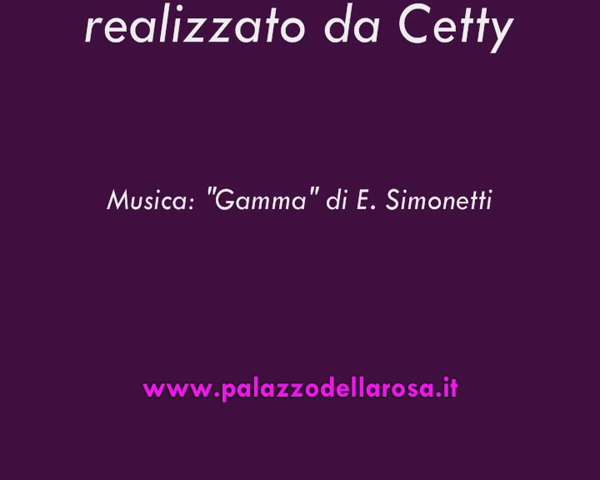 realizzato da Cetty
Musica: "Gamma" di E. Simonetti
www.palazzodellarosa.it